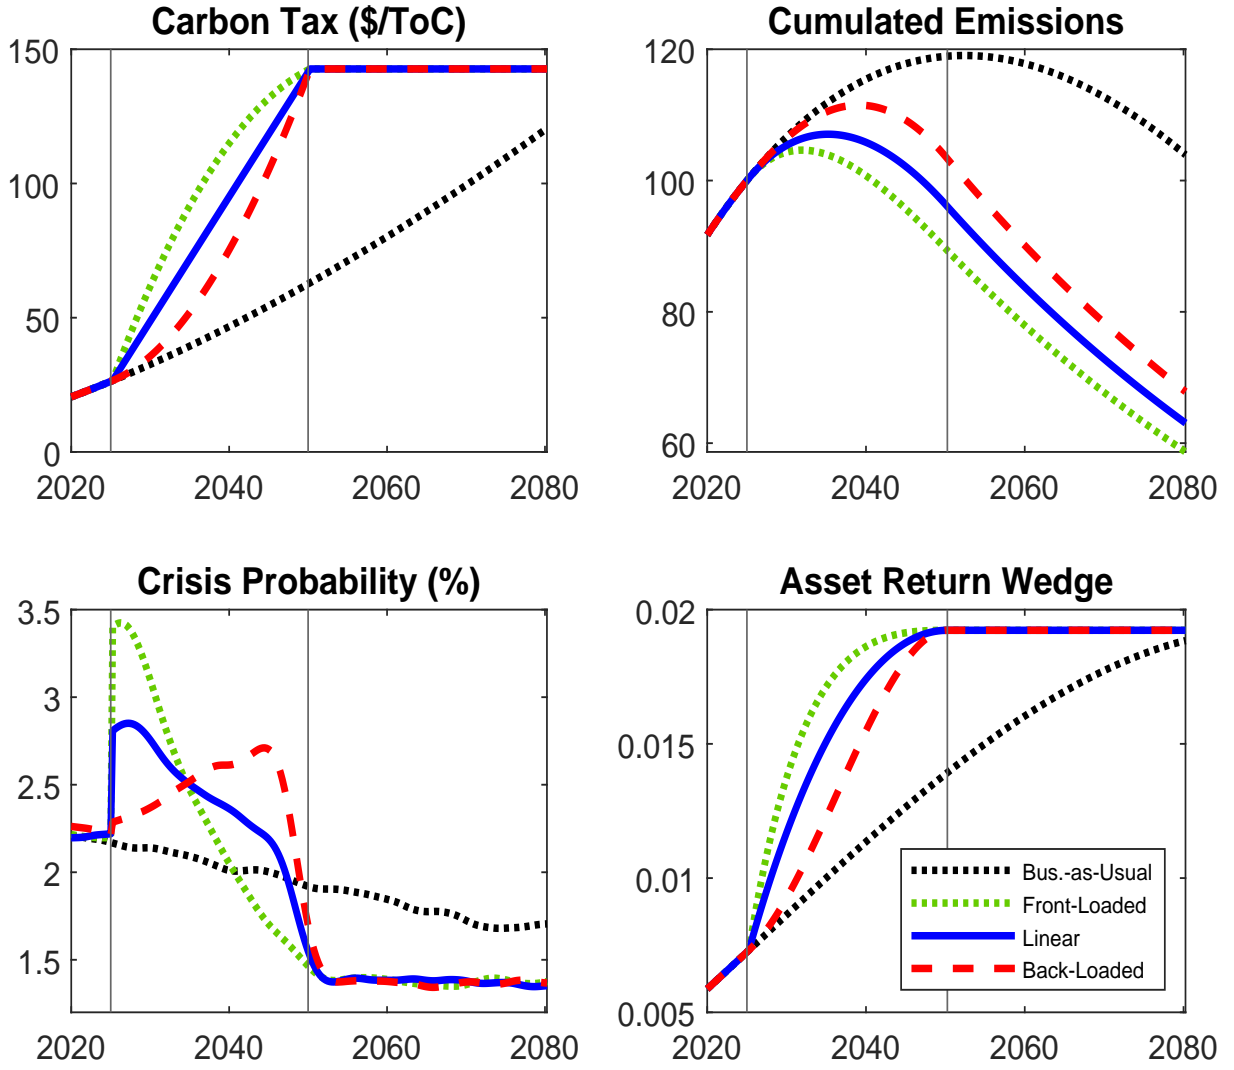 Carbon Tax ($/ToC)
150
100
50
0
2020 2040 2060 2080
Cumulated Emissions
120
100
80
60
2020 2040 2060 2080
Crisis Probability (%)
3.5
3
2.5
2
1.5
2020 2040 2060 2080
Asset Return Wedge
0.02
0.015
0.01
0.005
2020 2040 2060 2080
Bus.-as-Usual
Front-Loaded
Linear
Back-Loaded